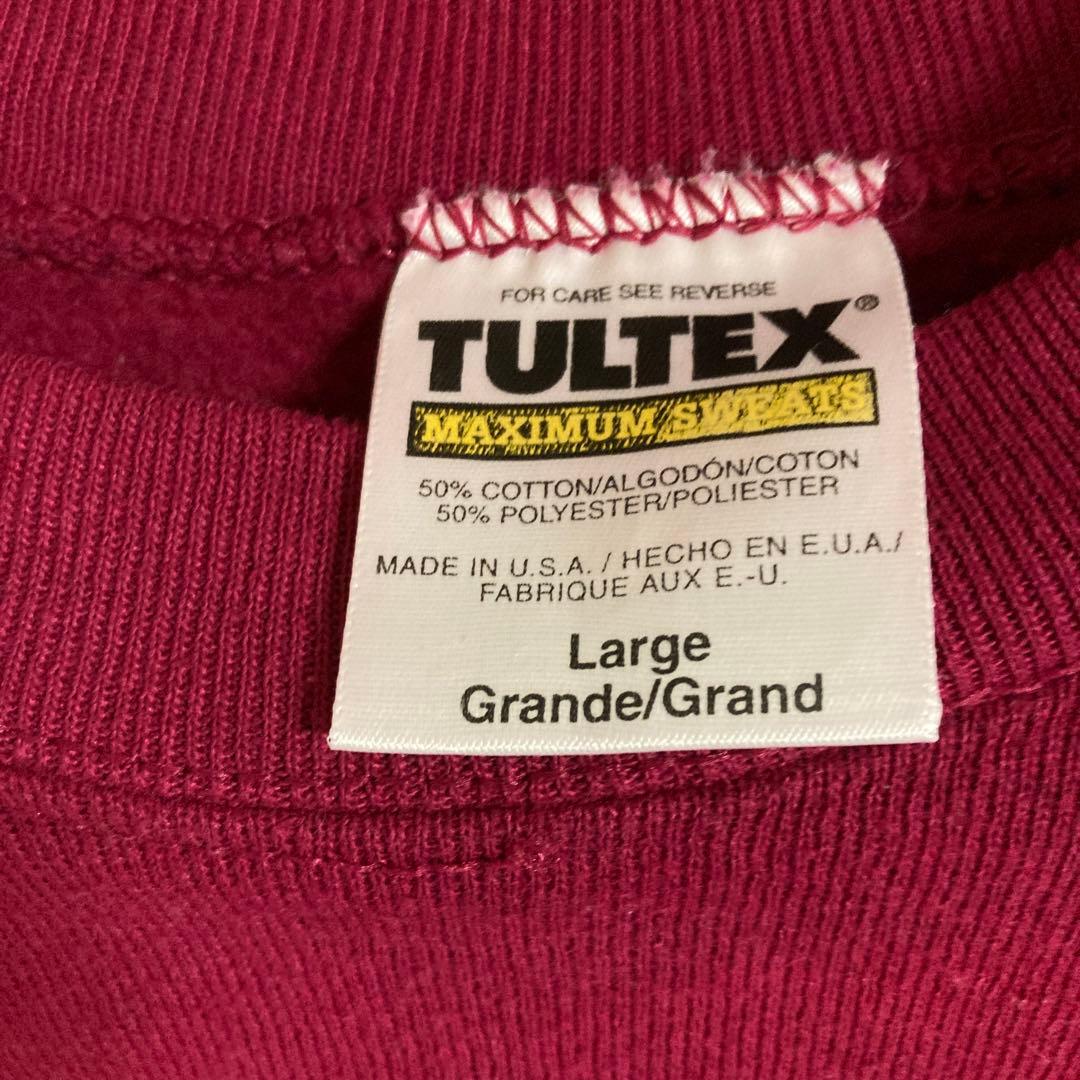 FOR CARE SEE REVERSE
TULTEX®
MAXIMUM SWEATS
50% COTTON/ALGODÓN/COTON
50% POLYESTER/POLIESTER
MADE IN U.S.A. / HECHO EN E.U.A./
FABRIQUE AUX E.-U.
Large
Grande/Grand